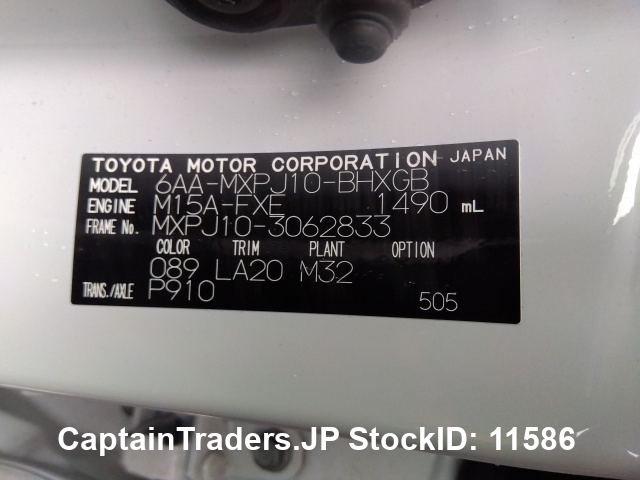 TOYOTA MOTOR CORPORATION JAPAN
MODEL 6AA-MXPJ10-BHXGB
ENGINE M15A-FXE 1490 mL
FRAME No. MXPJ10-3062833
COLOR TRIM PLANT OPTION
089 LA20 M32
TRANS./AXLE P910
505
CaptainTraders.JP StockID: 11586